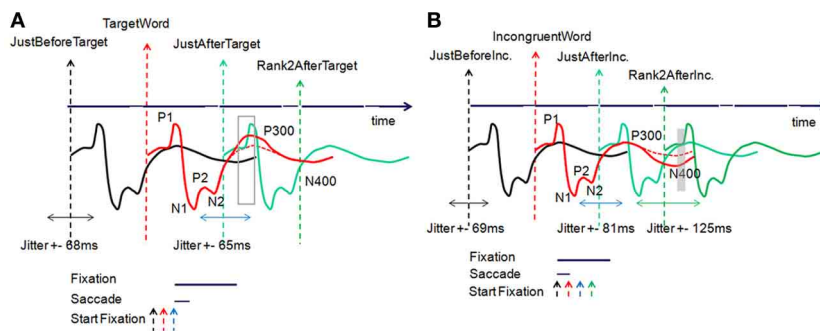 A
TargetWord
JustBeforeTarget
JustAfterTarget
Rank2AfterTarget
time
P1
P300
P2
N1
N2
N400
Jitter +- 68ms
Jitter +- 65ms
Fixation
Saccade
Start Fixation
B
IncongruentWord
JustBeforeInc.
JustAfterInc.
Rank2AfterInc.
time
P1
P300
P2
N400
N1
N2
Jitter +- 69ms
Jitter +- 81ms
Jitter +- 125ms
Fixation
Saccade
Start Fixation